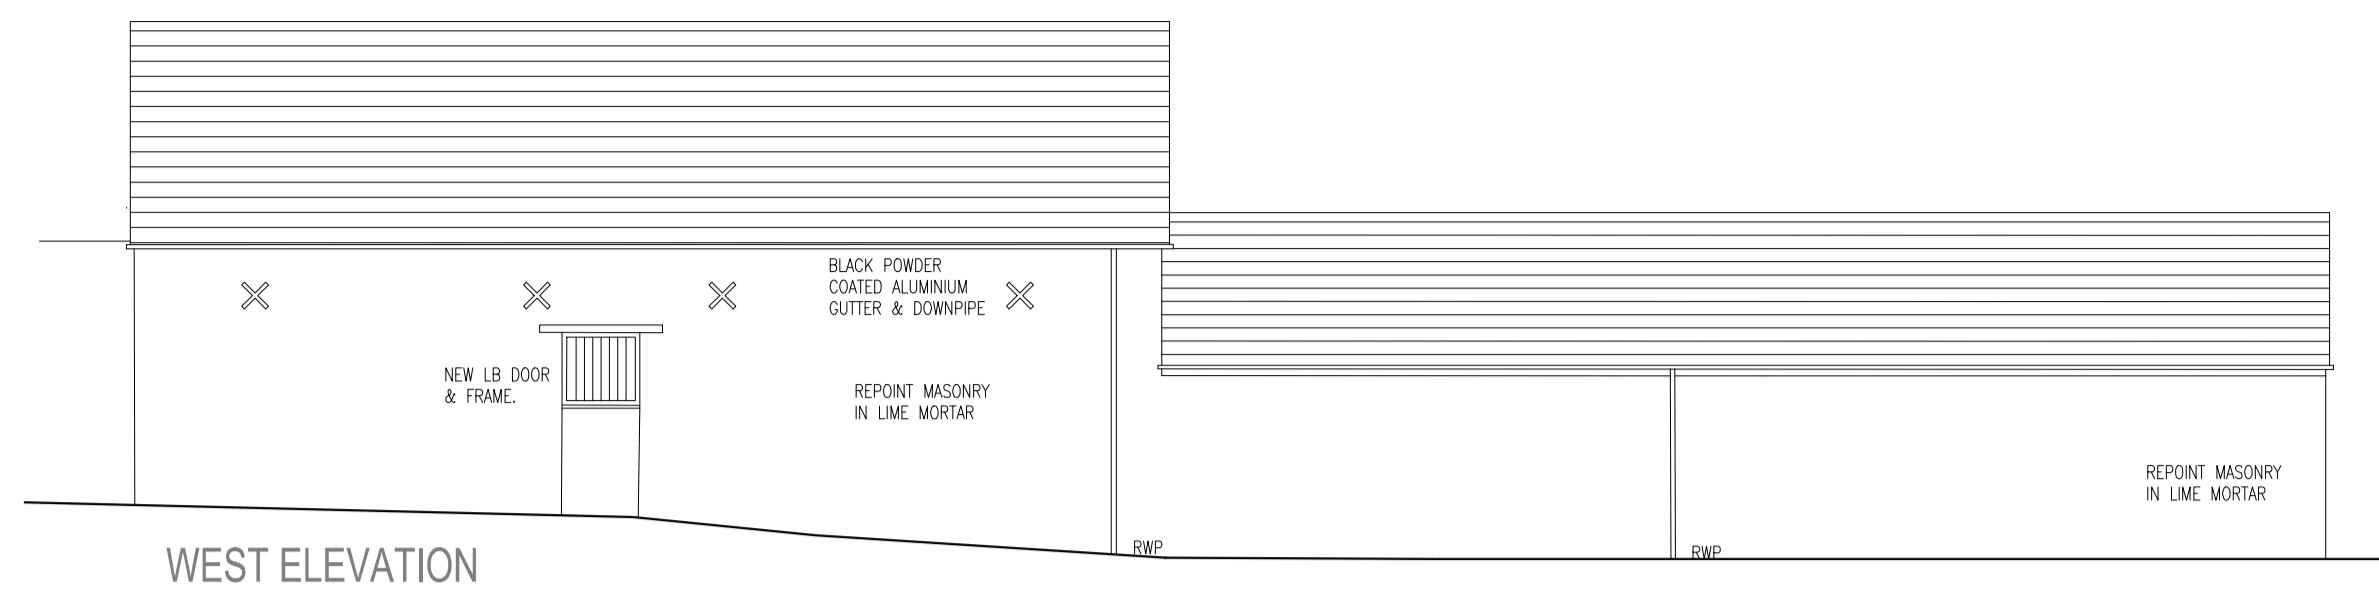 BLACK POWDER
COATED ALUMINIUM
GUTTER & DOWNPIPE
NEW LB DOOR
& FRAME.
REPOINT MASONRY
IN LIME MORTAR
REPOINT MASONRY
IN LIME MORTAR
RWP
RWP
WEST ELEVATION